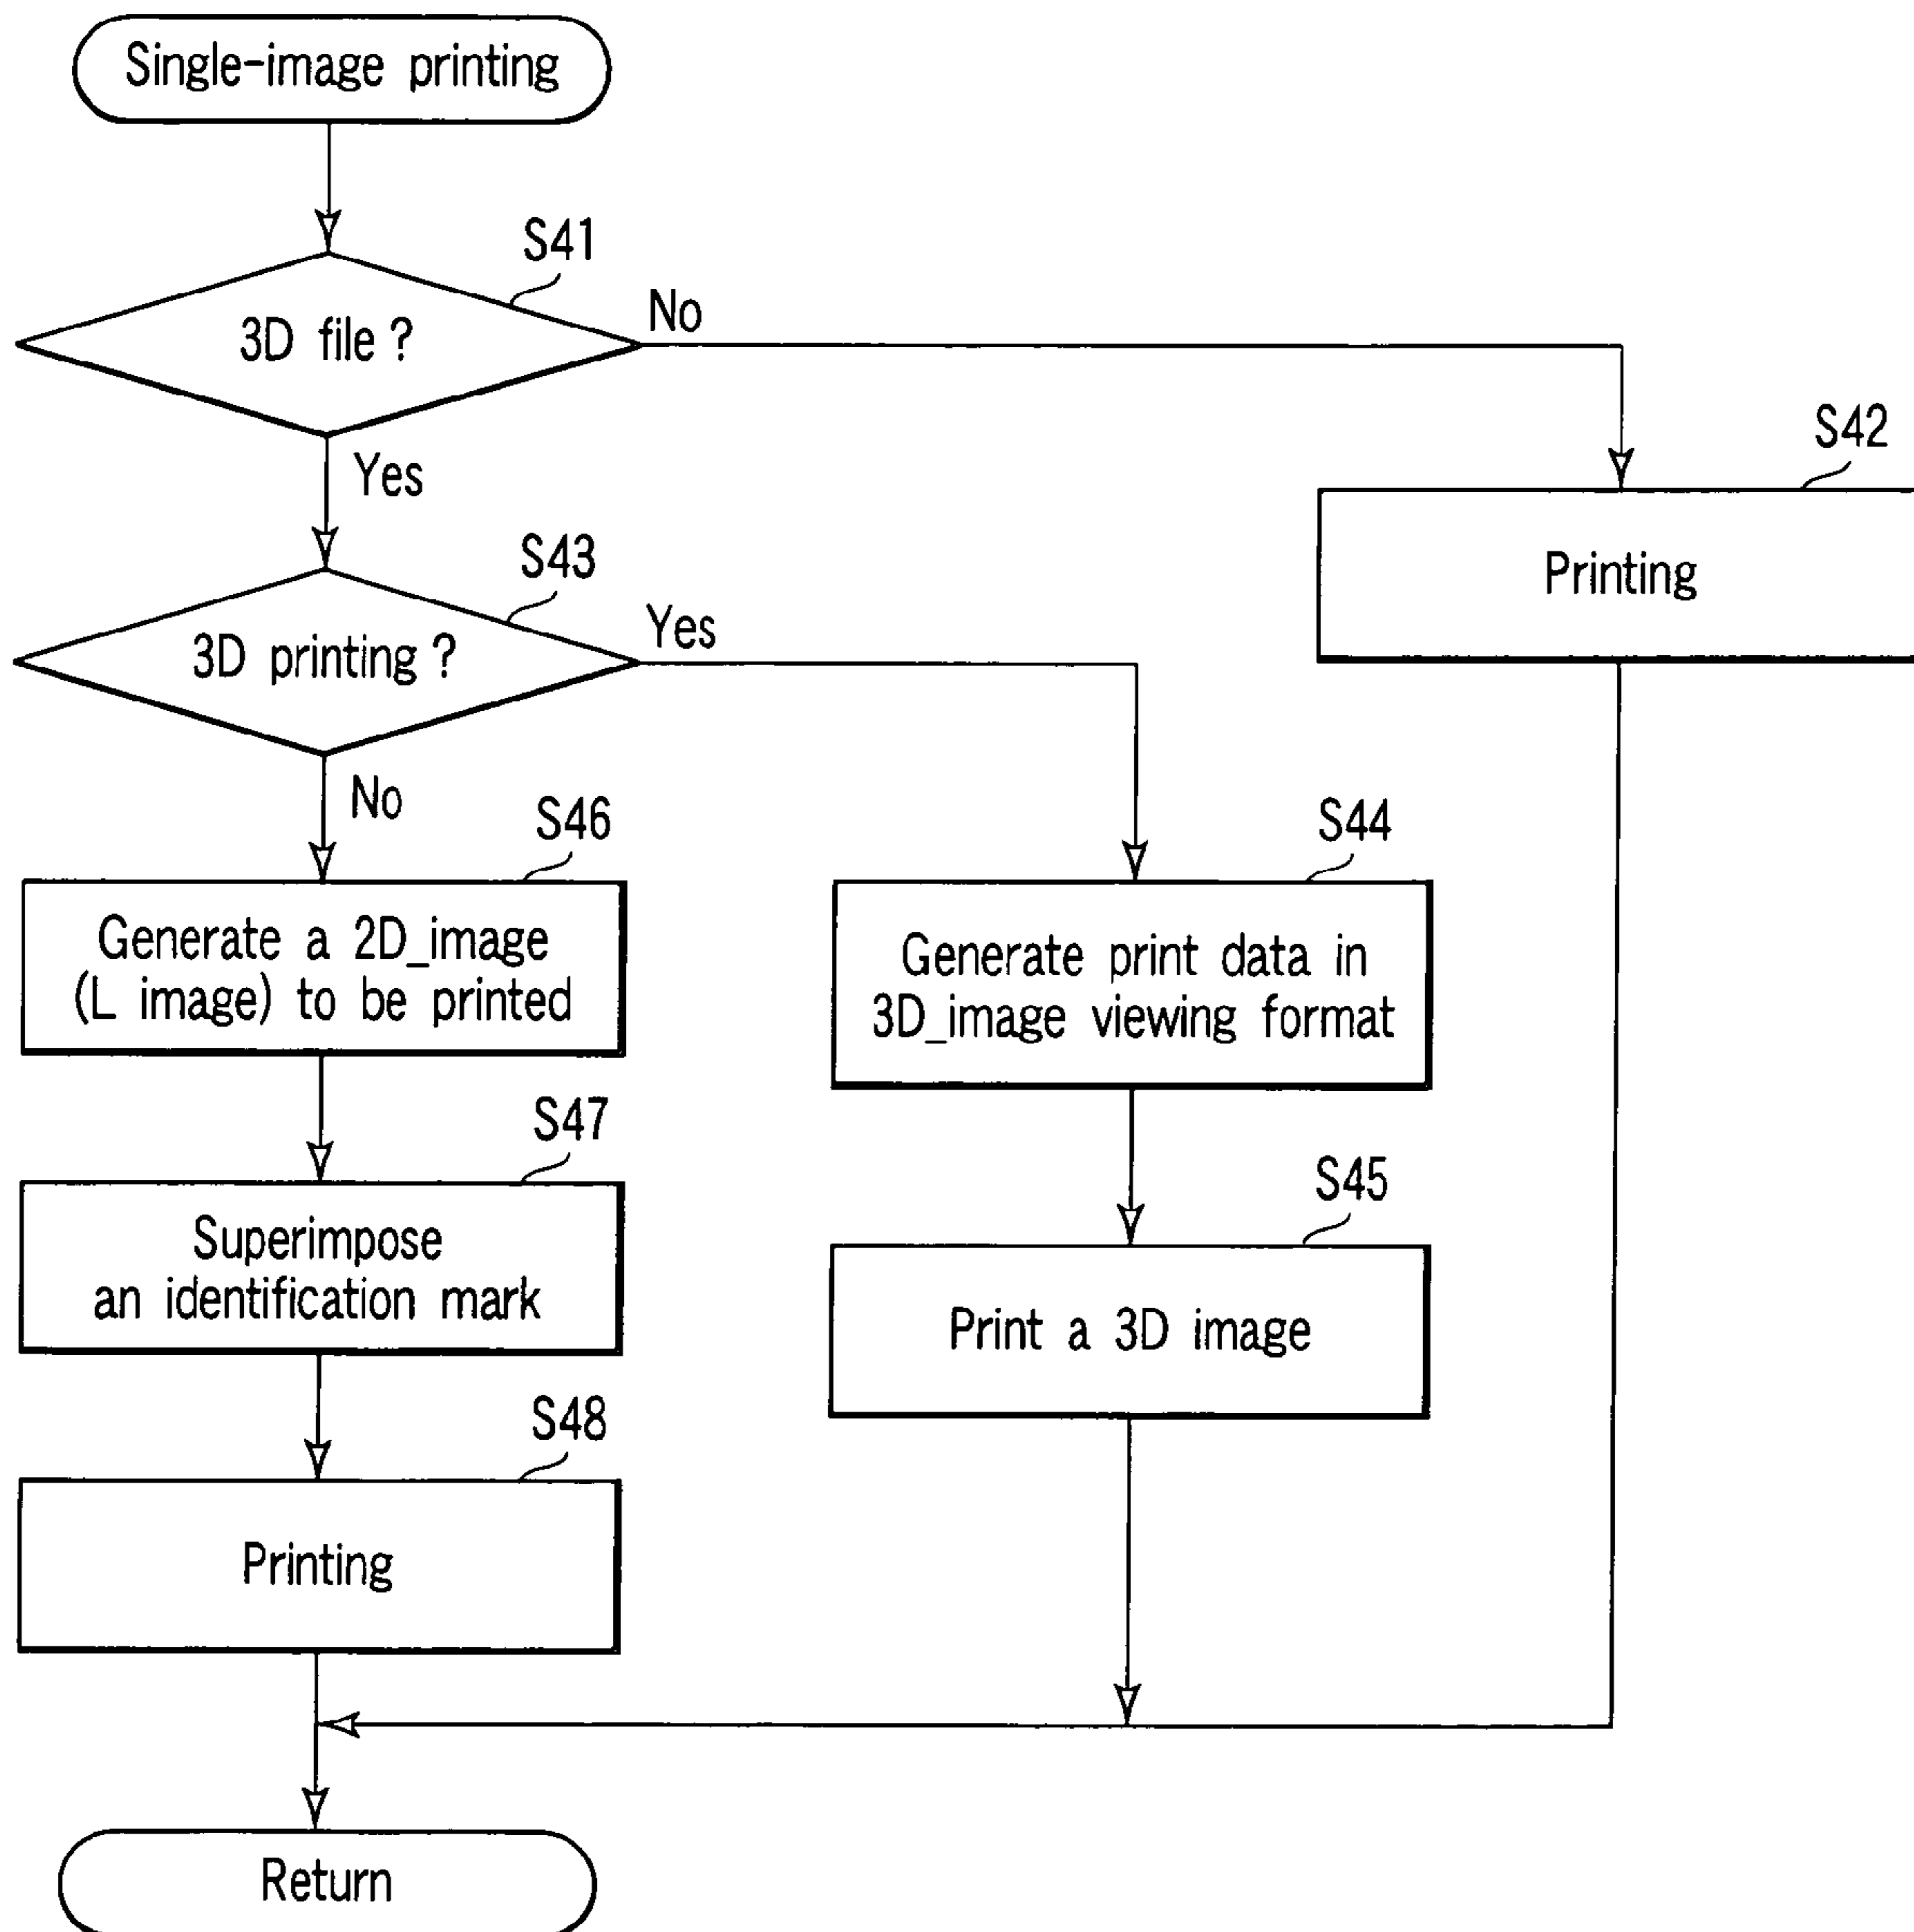 Single-image printing
S41
3D file ?
No
Yes
S42
Printing
S43
3D printing ?
Yes
No
S46
Generate a 2D_image
(L image) to be printed
S44
Generate print data in
3D_image viewing format
S47
Superimpose
an identification mark
S45
Print a 3D image
S48
Printing
Return